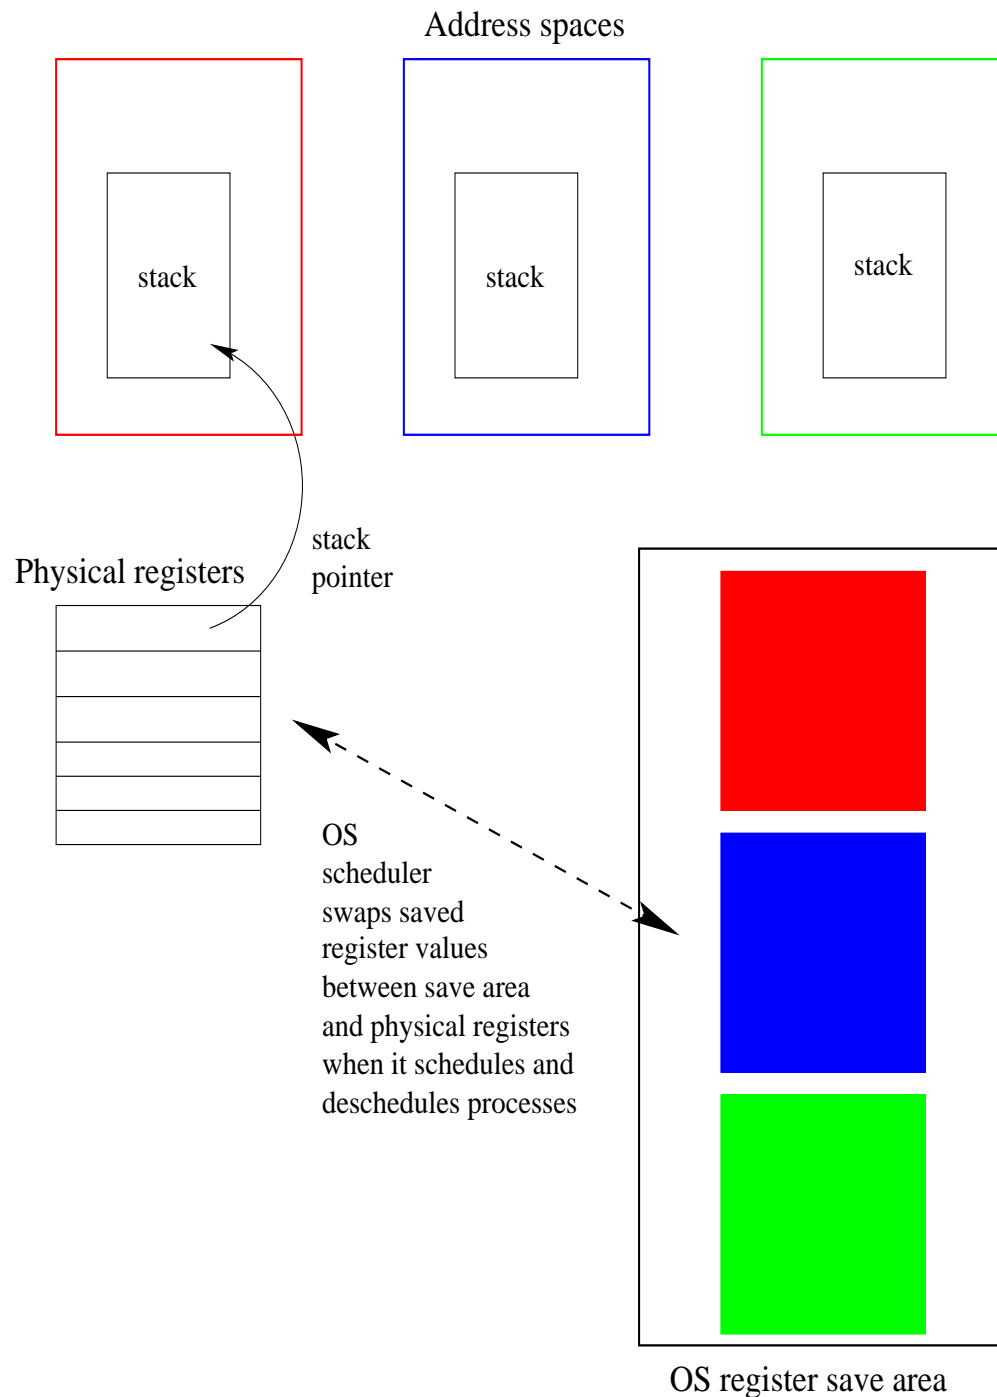 Address spaces
stack
stack
stack
stack
pointer
Physical registers
OS
scheduler
swaps saved
register values
between save area
and physical registers
when it schedules and
deschedules processes
OS register save area